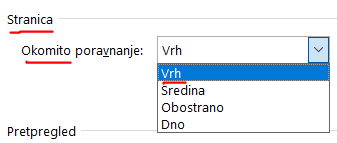 Stranica
Okomito poravnanje: Vrh
Vrh
Sredina
Obostrano
Dno
Pretpregled